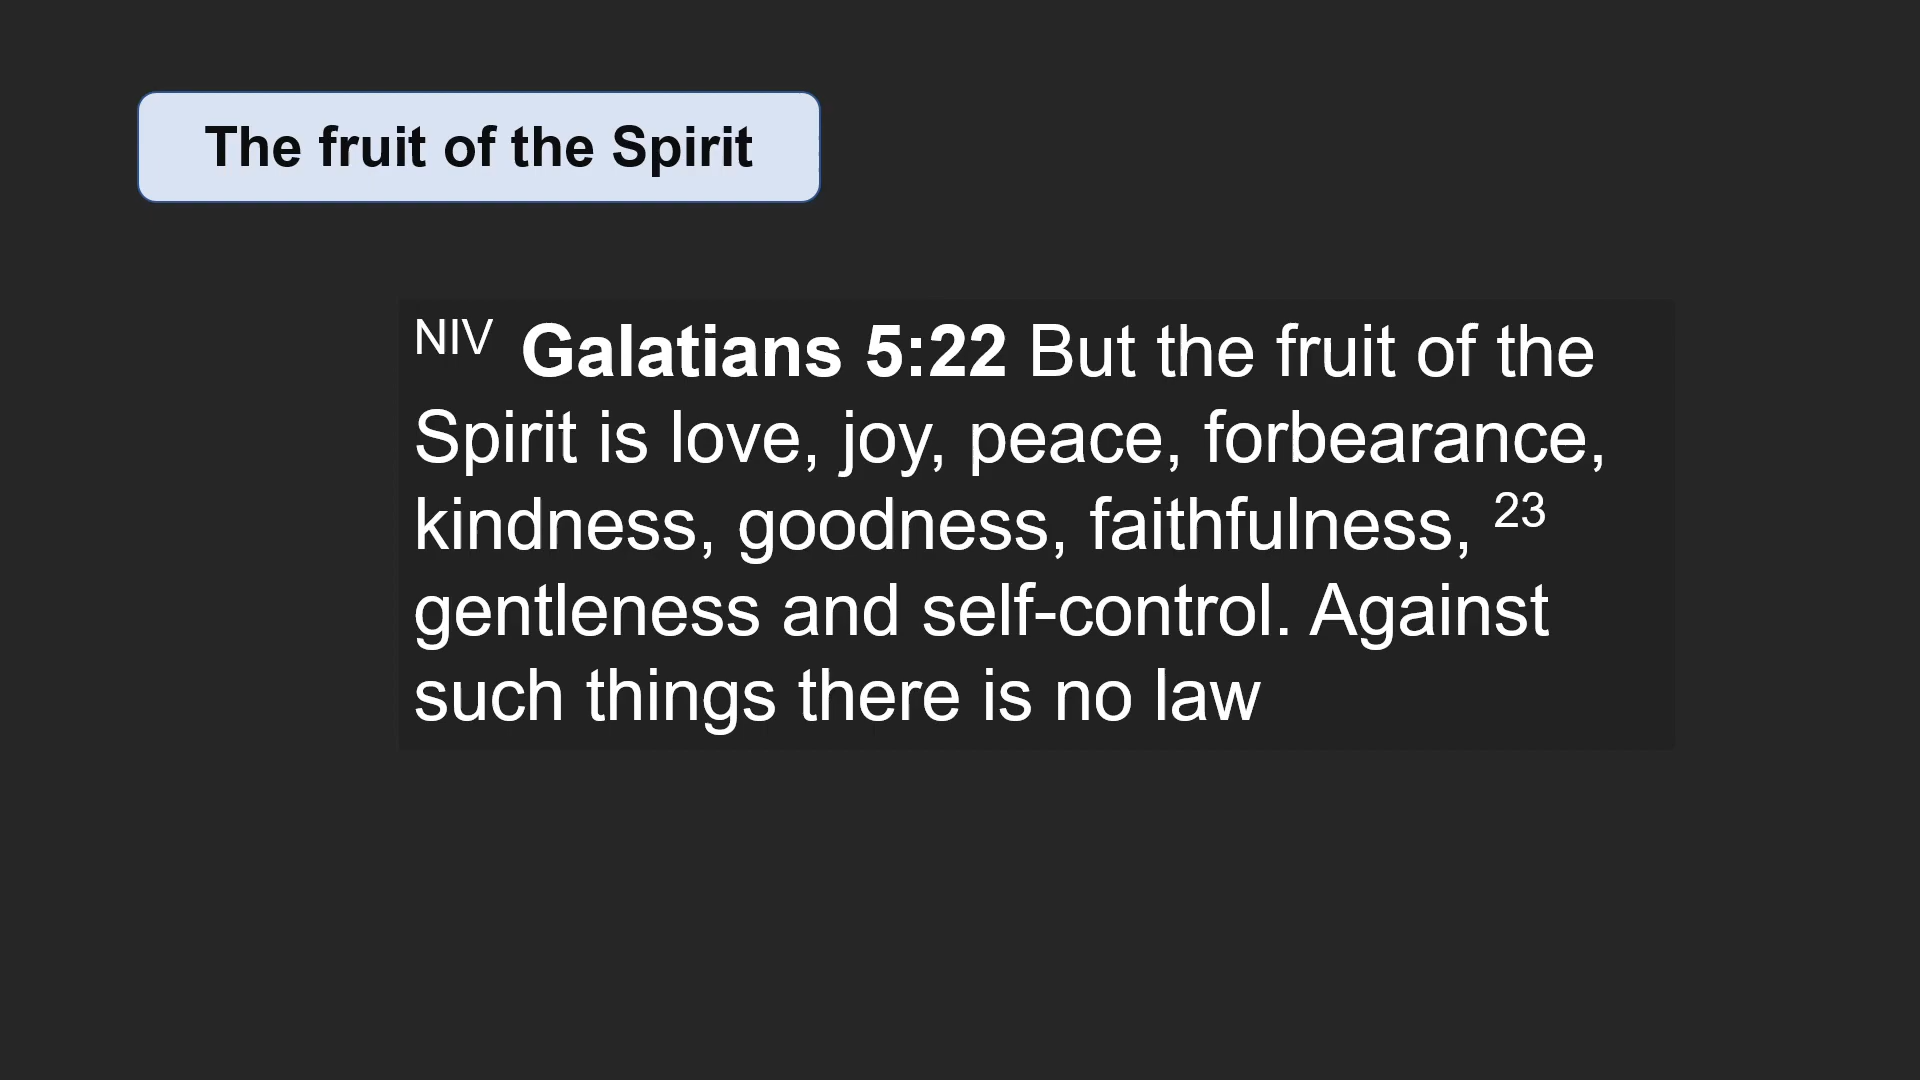 The fruit of the Spirit
NIV Galatians 5:22 But the fruit of the
Spirit is love, joy, peace, forbearance,
kindness, goodness, faithfulness, 23
gentleness and self-control. Against
such things there is no law